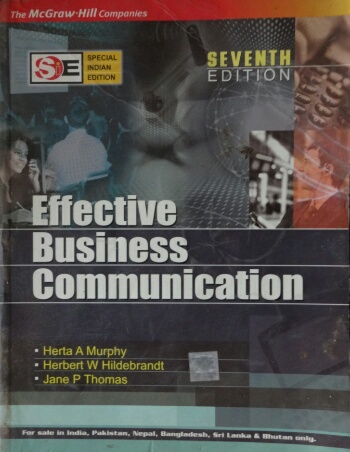 The McGraw·Hill Companies
SE
SPECIAL
INDIAN
EDITION
SEVENTH
EDITION
Effective
Business
Communication
▪ Herta A Murphy
▪ Herbert W Hildebrandt
▪ Jane P Thomas
For sale in India, Pakistan, Nepal, Bangladesh, Sri Lanka & Bhutan only.